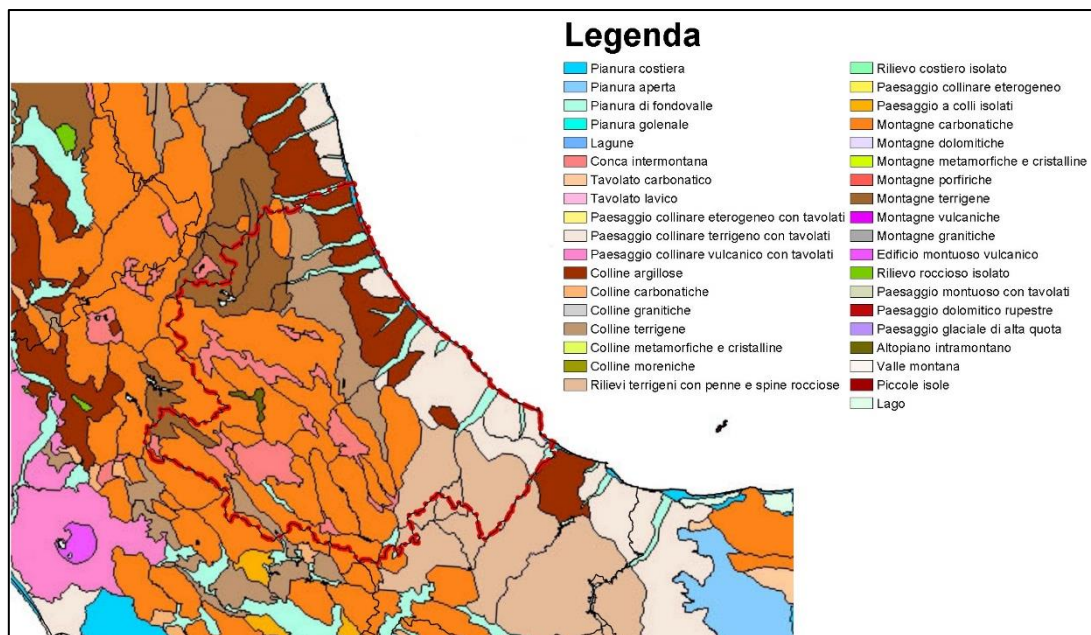 Legenda
Pianura costiera
Pianura aperta
Pianura di fondovalle
Pianura golenale
Lagune
Conca intermontana
Tavolato carbonatico
Tavolato lavico
Paesaggio collinare eterogeneo con tavolati
Paesaggio collinare terrigeno con tavolati
Paesaggio collinare vulcanico con tavolati
Colline argillose
Colline carbonatiche
Colline granitiche
Colline terrigene
Colline metamorfiche e cristalline
Colline moreniche
Rilievi terrigeni con penne e spine rocciose
Rilievo costiero isolato
Paesaggio collinare eterogeneo
Paesaggio a colli isolati
Montagne carbonatiche
Montagne dolomitiche
Montagne metamorfiche e cristalline
Montagne porfiriche
Montagne terrigene
Montagne vulcaniche
Montagne granitiche
Edificio montuoso vulcanico
Rilievo roccioso isolato
Paesaggio montuoso con tavolati
Paesaggio dolomitico rupestre
Paesaggio glaciale di alta quota
Altopiano intramontano
Valle montana
Piccole isole
Lago